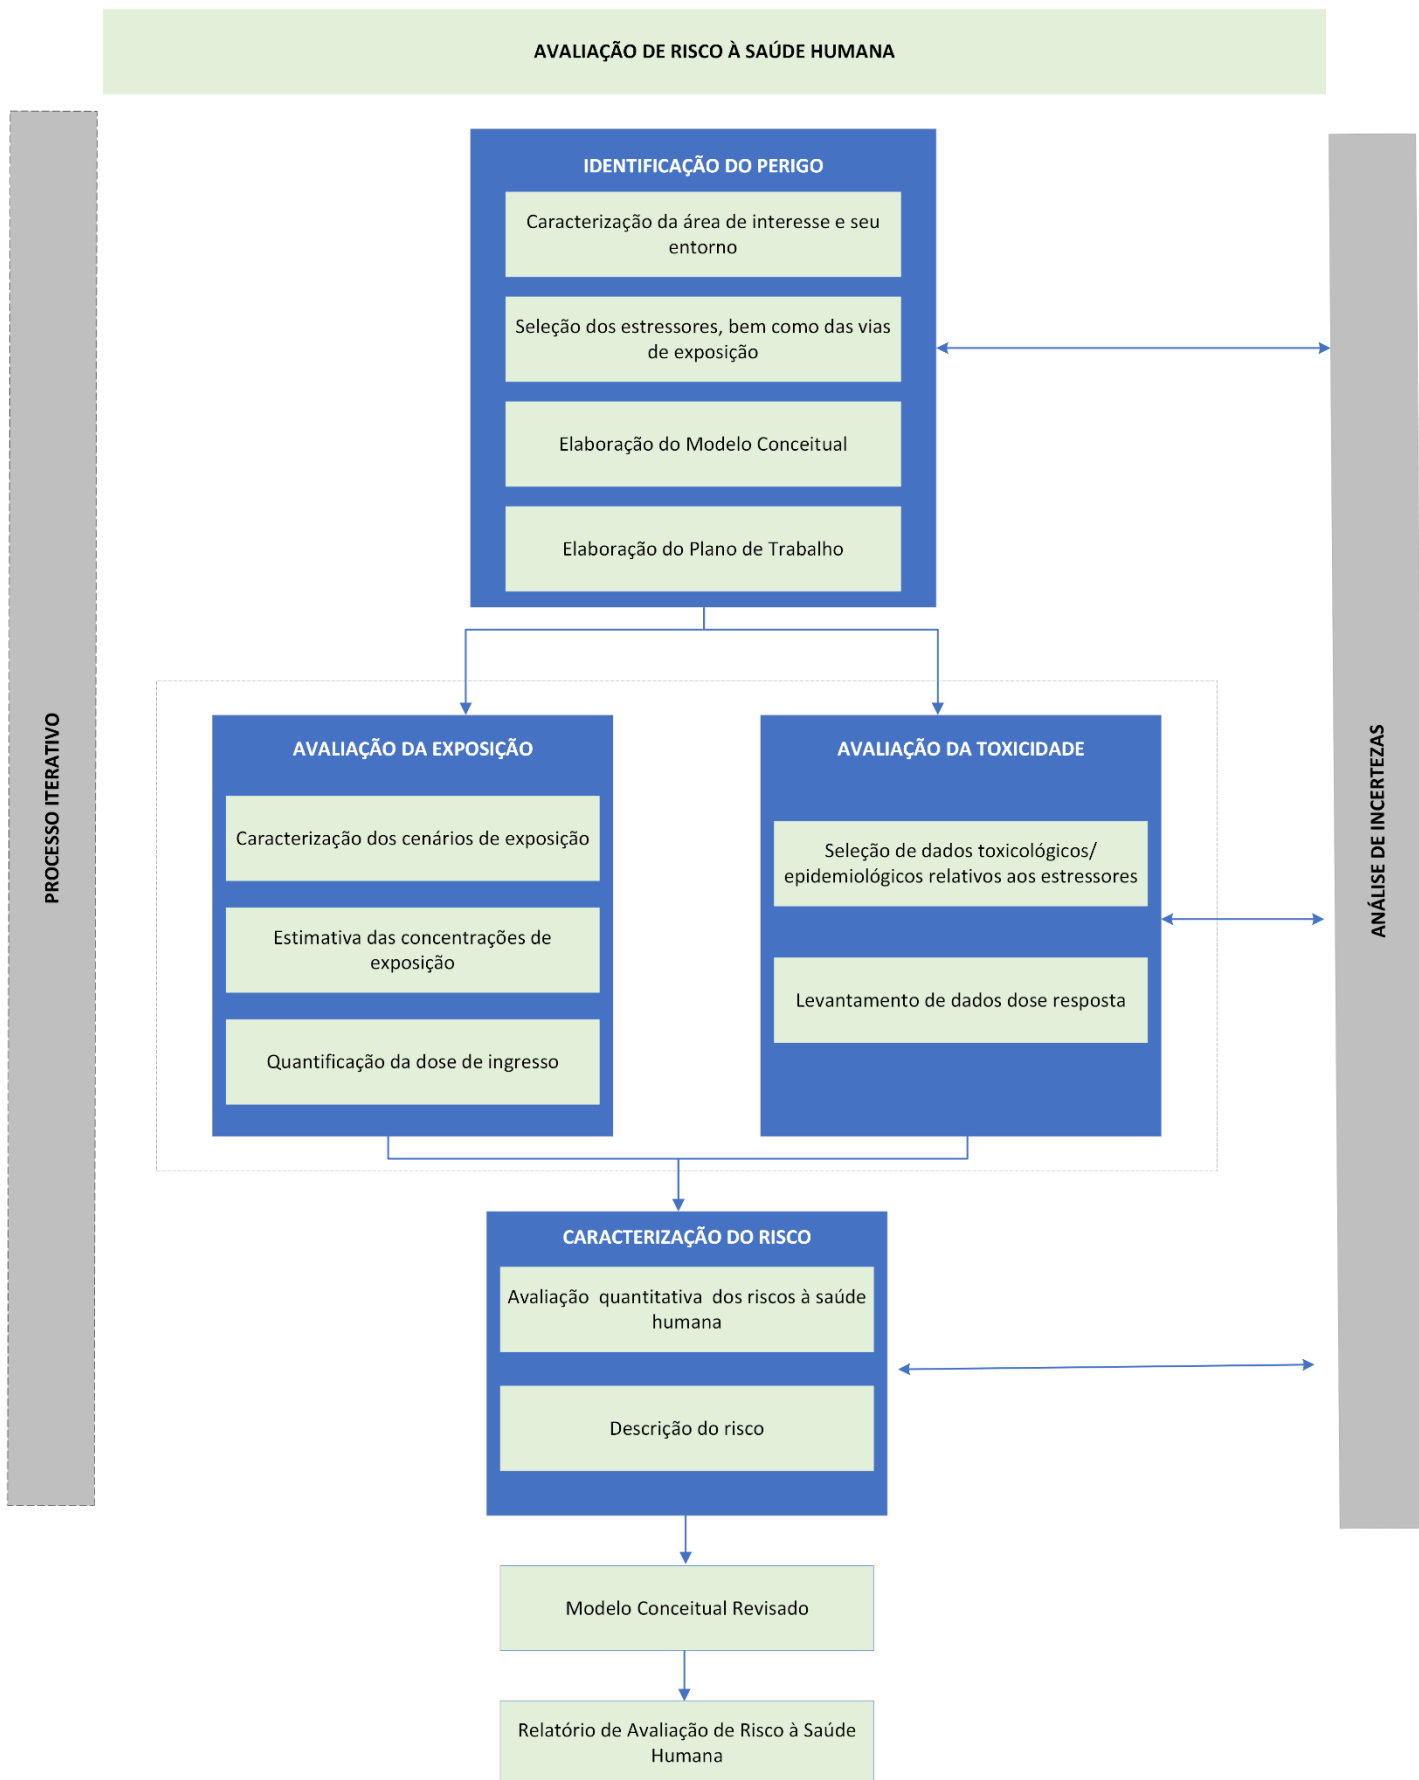 AVALIAÇÃO DE RISCO À SAÚDE HUMANA
PROCESSO ITERATIVO
IDENTIFICAÇÃO DO PERIGO
Caracterização da área de interesse e seu
entorno
Seleção dos estressores, bem como das vias
de exposição
Elaboração do Modelo Conceitual
Elaboração do Plano de Trabalho
AVALIAÇÃO DA EXPOSIÇÃO
Caracterização dos cenários de exposição
Estimativa das concentrações de
exposição
Quantificação da dose de ingresso
AVALIAÇÃO DA TOXICIDADE
Seleção de dados toxicológicos/
epidemiológicos relativos aos estressores
Levantamento de dados dose resposta
ANÁLISE DE INCERTEZAS
CARACTERIZAÇÃO DO RISCO
Avaliação quantitativa dos riscos à saúde
humana
Descrição do risco
Modelo Conceitual Revisado
Relatório de Avaliação de Risco à Saúde
Humana